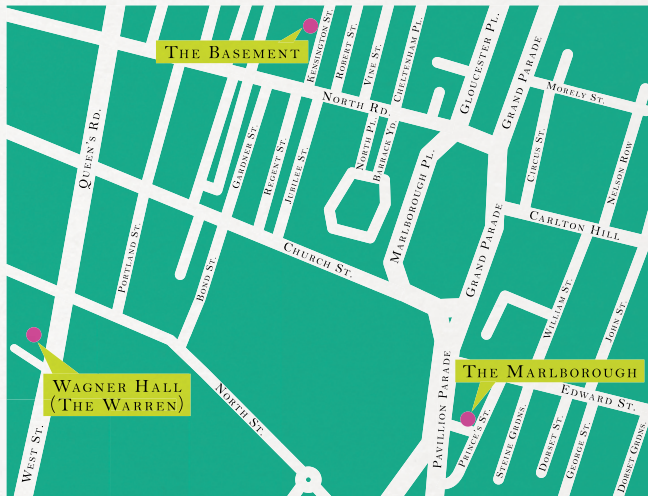 THE BASEMENT
KENSINGTON ST.
ROBERT ST.
VINE ST.
CHELTENHAM PL.
GLOUCESTER PL.
GRAND PARADE
MORELY ST.
NORTH RD.
QUEEN'S RD.
GARDNER ST.
REGENT ST.
JUBILEE ST.
NORTH PL.
BARRACK YD.
MARLBOROUGH PL.
CIRCUS ST.
NELSON ROW
CARLTON HILL
GRAND PARADE
PORTLAND ST.
BOND ST.
CHURCH ST.
WILLIAM ST.
JOHN ST.
WAGNER HALL
(THE WARREN)
THE MARLBOROUGH
EDWARD ST.
NORTH ST.
PAVILLION PARADE
PRINCE'S ST.
STEINE GRDNS.
DORSET ST.
GEORGE ST.
DORSET GRDNS.
WEST ST.